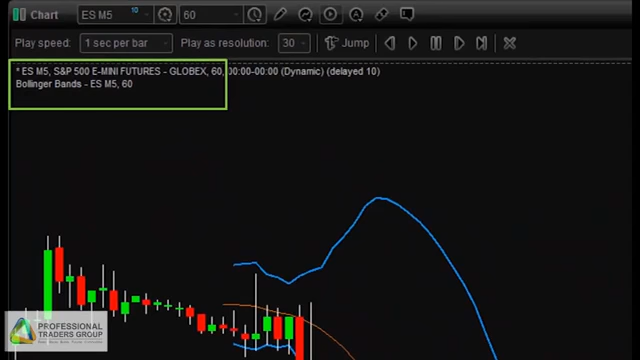 Chart ES M5 10 60 A
Play speed: 1 sec per bar Play as resolution: 30 Jump
* ES M5, S&P 500 E-MINI FUTURES - GLOBEX, 60, 00:00-00:00 (Dynamic) (delayed 10)
Bollinger Bands - ES M5, 60
PROFESSIONAL
TRADERS GROUP